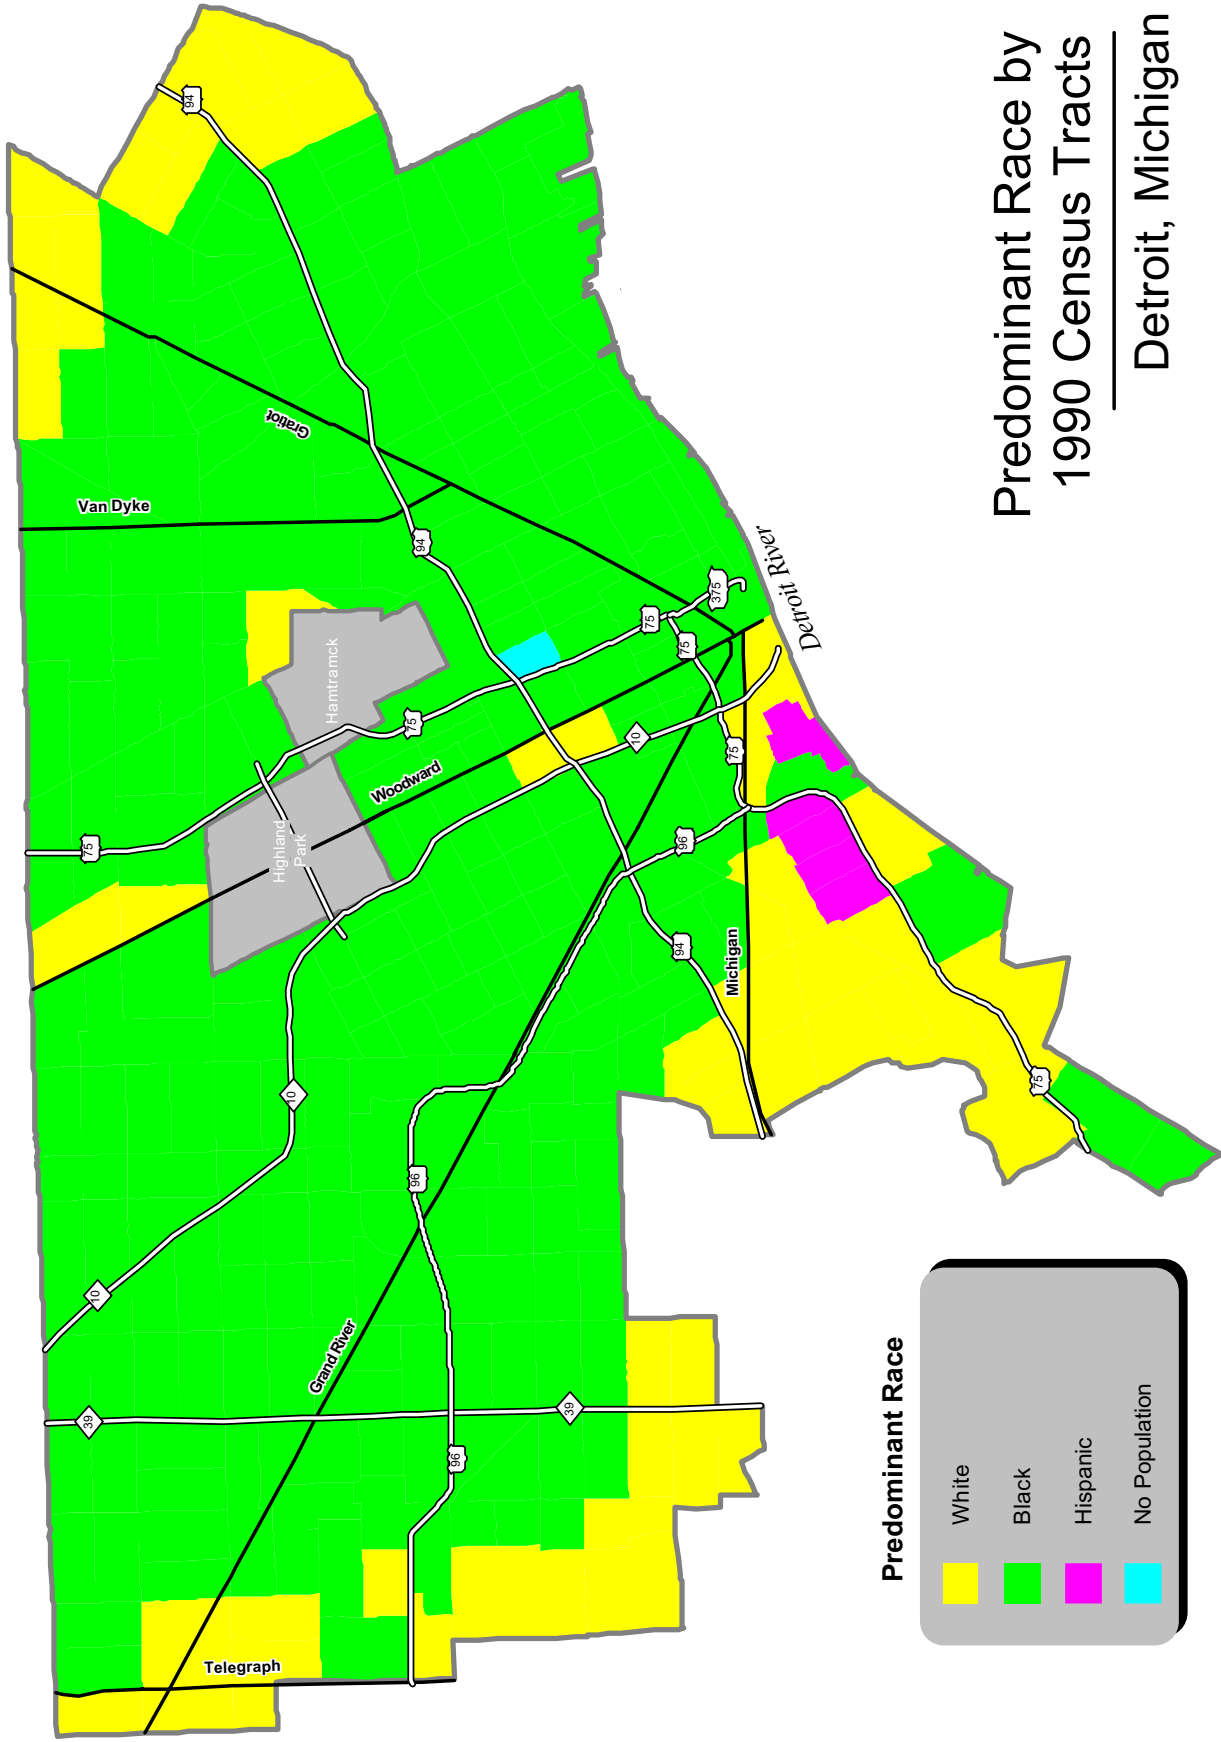 Predominant Race by
1990 Census Tracts
Detroit, Michigan
94
Gratiot
Van Dyke
94
Detroit River
375
75
75
Hamtramck
75
10
75
Woodward
75
Highland
Park
96
94
Michigan
10
75
96
10
Grand River
39
39
96
Telegraph
Predominant Race
White
Black
Hispanic
No Population